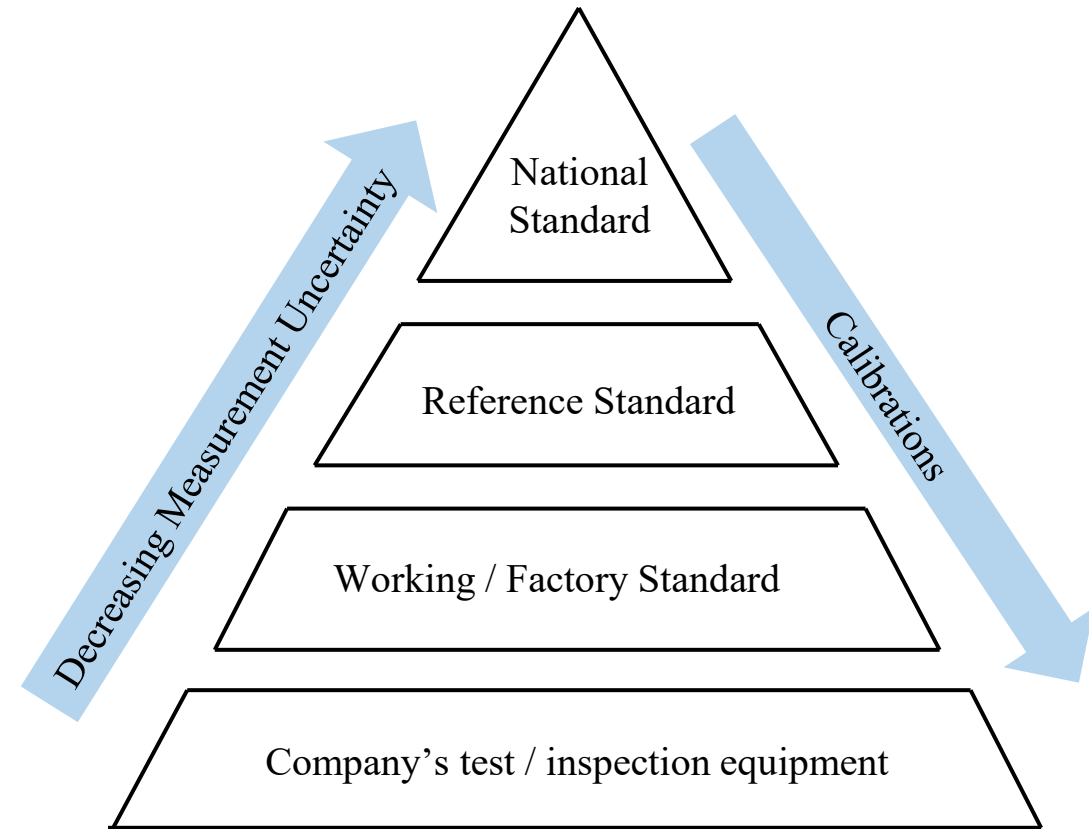 National
Standard
Decreasing Measurement Uncertainty
Calibrations
Reference Standard
Working / Factory Standard
Company’s test / inspection equipment